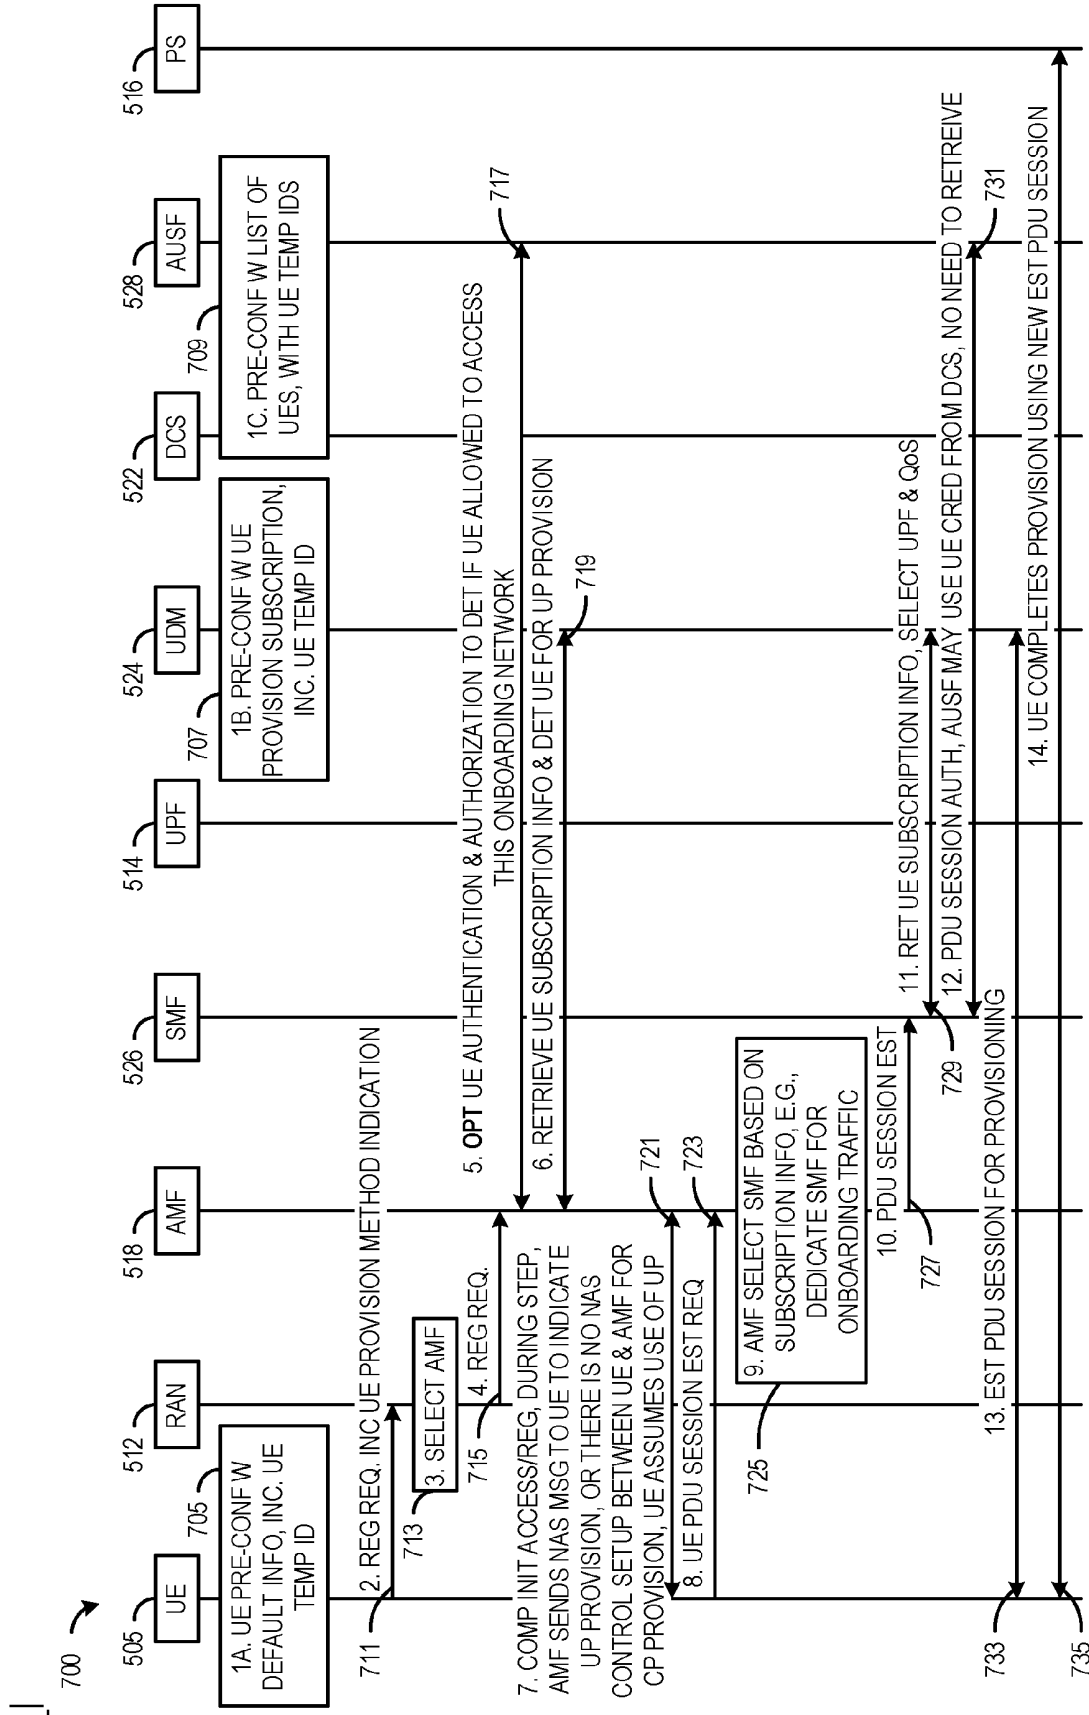 700
505
UE
512
RAN
518
AMF
526
SMF
514
UPF
524
UDM
522
DCS
528
AUSF
516
PS
705
1A. UE PRE-CONF W
DEFAULT INFO, INC. UE
TEMP ID
707
1B. PRE-CONF W UE
PROVISION SUBSCRIPTION,
INC. UE TEMP ID
709
1C. PRE-CONF W LIST OF
UES, WITH UE TEMP IDS
2. REG REQ. INC UE PROVISION METHOD INDICATION
711
3. SELECT AMF
713
4. REG REQ.
715
5. OPT UE AUTHENTICATION & AUTHORIZATION TO DET IF UE ALLOWED TO ACCESS
THIS ONBOARDING NETWORK
717
6. RETRIEVE UE SUBSCRIPTION INFO & DET UE FOR UP PROVISION
719
7. COMP INIT ACCESS/REG, DURING STEP,
AMF SENDS NAS MSG TO UE TO INDICATE
UP PROVISION, OR THERE IS NO NAS
CONTROL SETUP BETWEEN UE & AMF FOR
CP PROVISION, UE ASSUMES USE OF UP
721
8. UE PDU SESSION EST REQ
723
9. AMF SELECT SMF BASED ON
SUBSCRIPTION INFO, E.G.,
DEDICATE SMF FOR
ONBOARDING TRAFFIC
725
10. PDU SESSION EST
727
11. RET UE SUBSCRIPTION INFO, SELECT UPF & QoS
729
12. PDU SESSION AUTH, AUSF MAY USE UE CRED FROM DCS, NO NEED TO RETREIVE
731
13. EST PDU SESSION FOR PROVISIONING
733
14. UE COMPLETES PROVISION USING NEW EST PDU SESSION
735